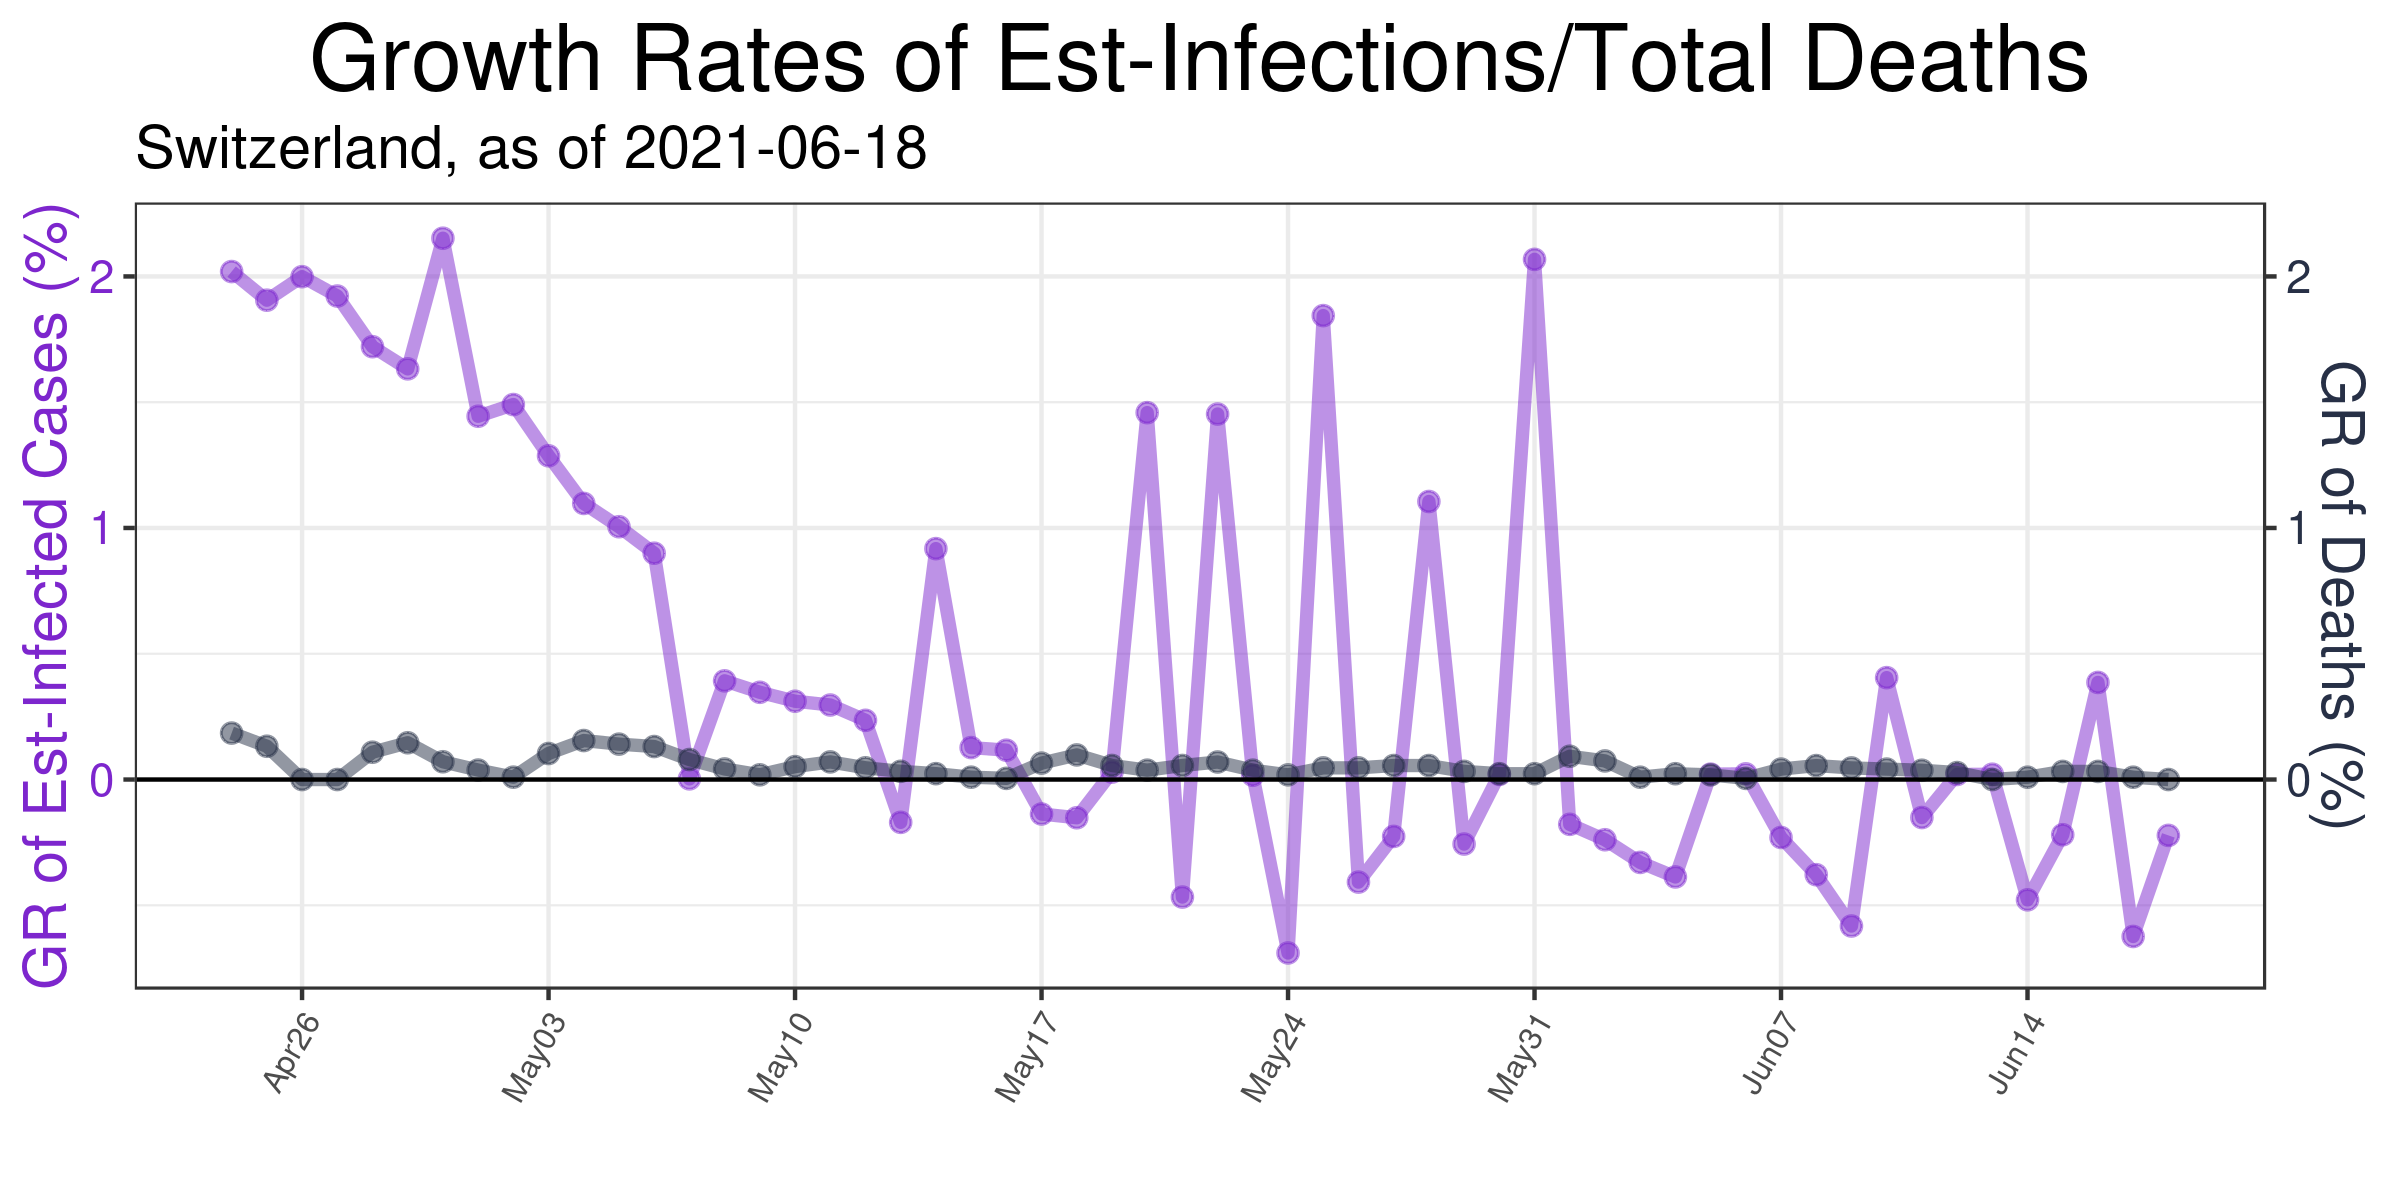 Growth Rates of Est-Infections/Total Deaths
Switzerland, as of 2021-06-18
GR of Est-Infected Cases (%)
2
1
0
2
1
0
GR of Deaths (%)
Apr26
May03
May10
May17
May24
May31
Jun07
Jun14